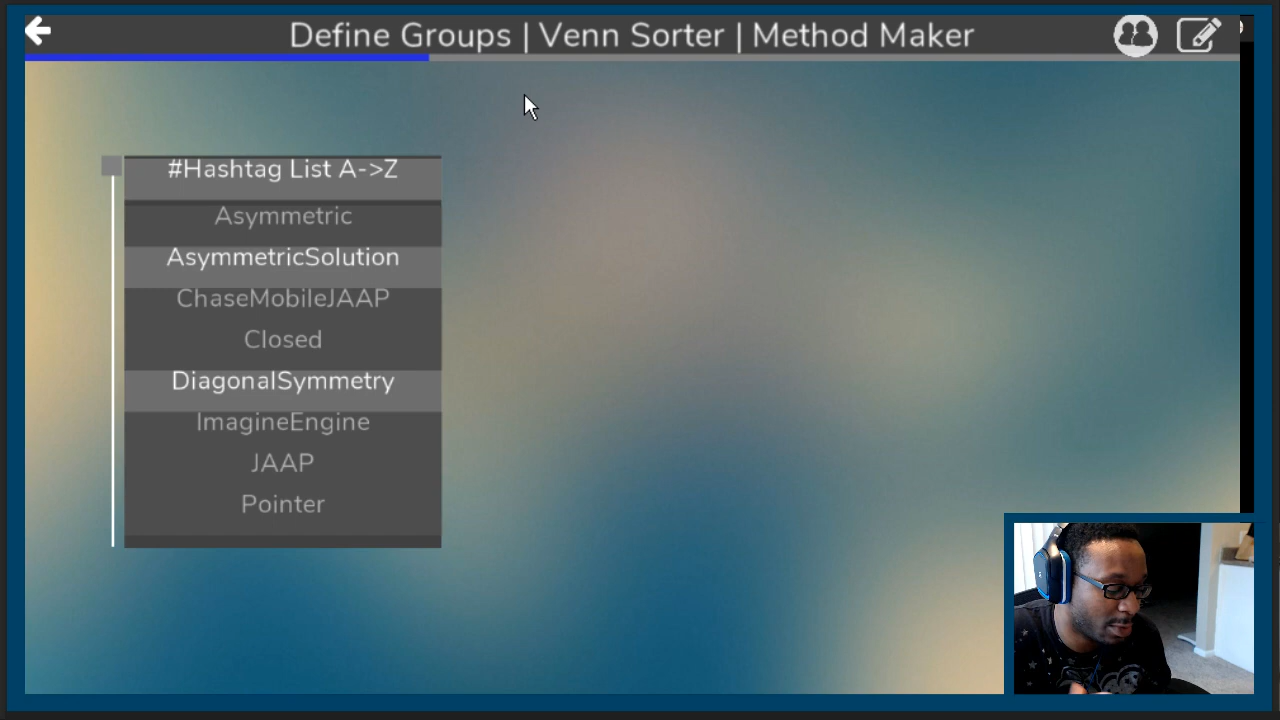 Define Groups | Venn Sorter | Method Maker
#Hashtag List A->Z
Asymmetric
AsymmetricSolution
ChaseMobileJAAP
Closed
DiagonalSymmetry
ImagineEngine
JAAP
Pointer